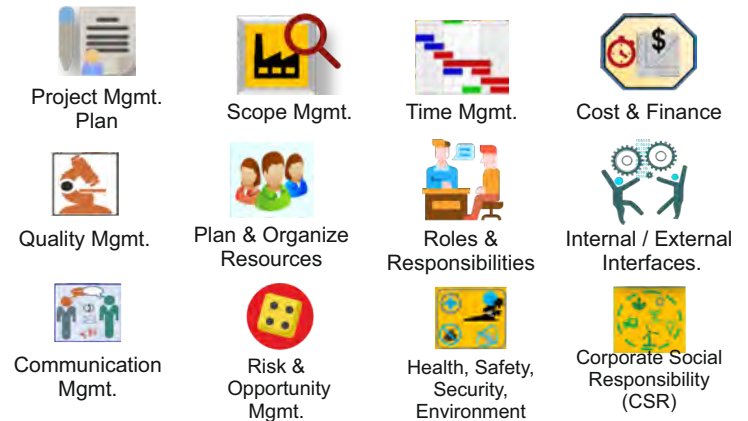 Project Mgmt.
Plan
Scope Mgmt.
Time Mgmt.
$
Cost & Finance
Quality Mgmt.
Plan & Organize
Resources
Roles &
Responsibilities
Internal / External
Interfaces.
Communication
Mgmt.
Risk &
Opportunity
Mgmt.
Health, Safety,
Security,
Environment
Corporate Social
Responsibility
(CSR)